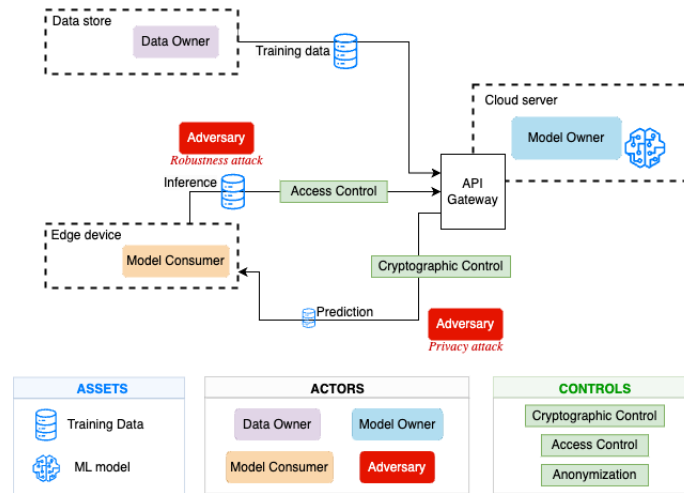 Data store
Data Owner
Training data
Cloud server
Model Owner
Adversary
Robustness attack
Inference
Access Control
API
Gateway
Edge device
Model Consumer
Cryptographic Control
Prediction
Adversary
Privacy attack
ASSETS
Training Data
ML model
ACTORS
Data Owner
Model Owner
Model Consumer
Adversary
CONTROLS
Cryptographic Control
Access Control
Anonymization